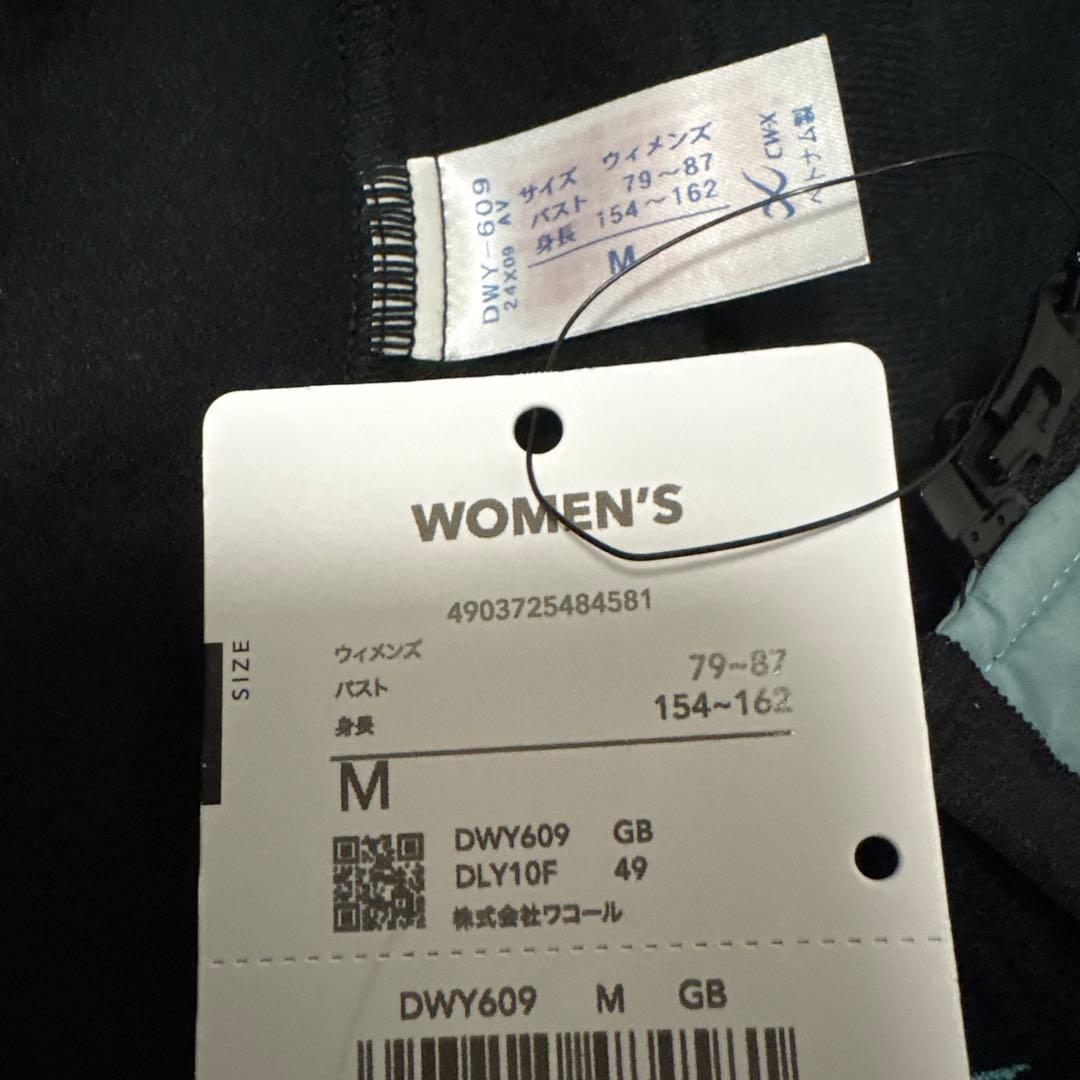 DWY-609
24X09 AV
サイズ ウィメンズ
バスト 79~87
身長 154~162
M
CW-X
ベトナム製
WOMEN'S
4903725484581
SIZE
ウィメンズ
バスト 79~87
身長 154~162
M
DWY609 GB
DLY10F 49
株式会社ワコール
DWY609 M GB